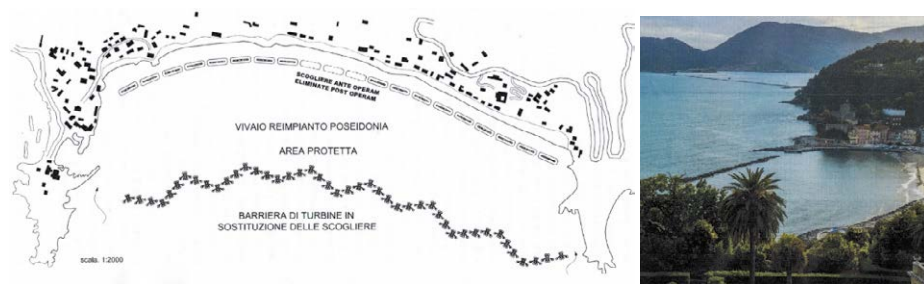 SCOGLIERE ANTE OPERAM
ELIMINATE POST OPERAM
VIVAIO REIMPIANTO POSEIDONIA
AREA PROTETTA
BARRIERA DI TURBINE IN
SOSTITUZIONE DELLE SCOGLIERE
scala. 1:2000